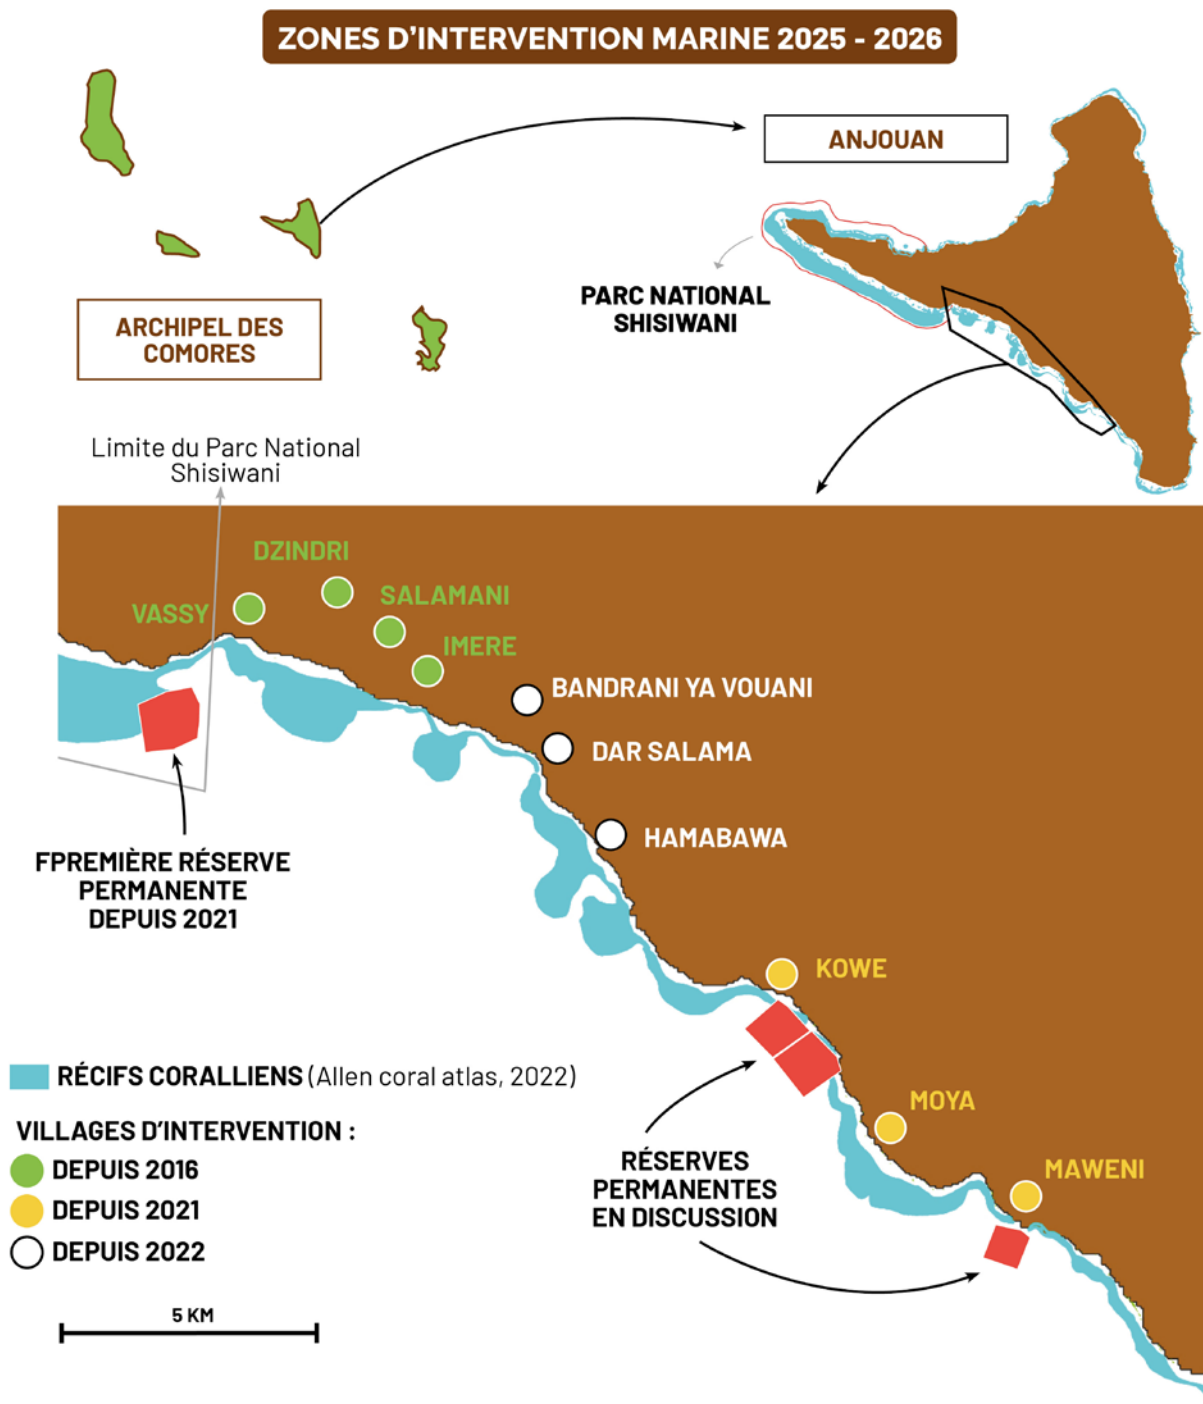 ZONES D'INTERVENTION MARINE 2025 - 2026
ANJOUAN
PARC NATIONAL
SHISIWANI
ARCHIPEL DES
COMORES
Limite du Parc National
Shisiwani
DZINDRI
VASSY
SALAMANI
IMERE
BANDRANI YA VOUANI
DAR SALAMA
HAMABAWA
FPREMIÈRE RÉSERVE
PERMANENTE
DEPUIS 2021
KOWE
MOYA
MAWENI
RÉSERVES
PERMANENTES
EN DISCUSSION
RÉCIFS CORALLIENS (Allen coral atlas, 2022)
VILLAGES D'INTERVENTION :
DEPUIS 2016
DEPUIS 2021
DEPUIS 2022
5 KM